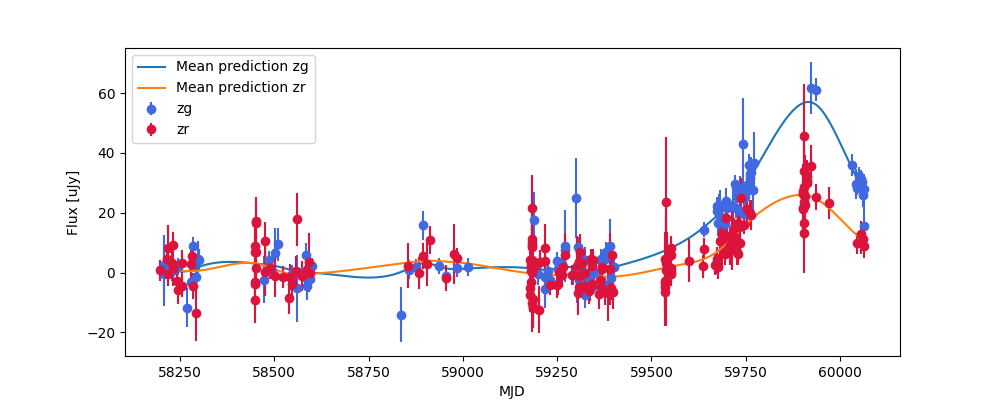 Mean prediction zg
Mean prediction zr
zg
zr
60
40
20
0
−20
Flux [uJy]
58250 58500 58750 59000 59250 59500 59750 60000
MJD